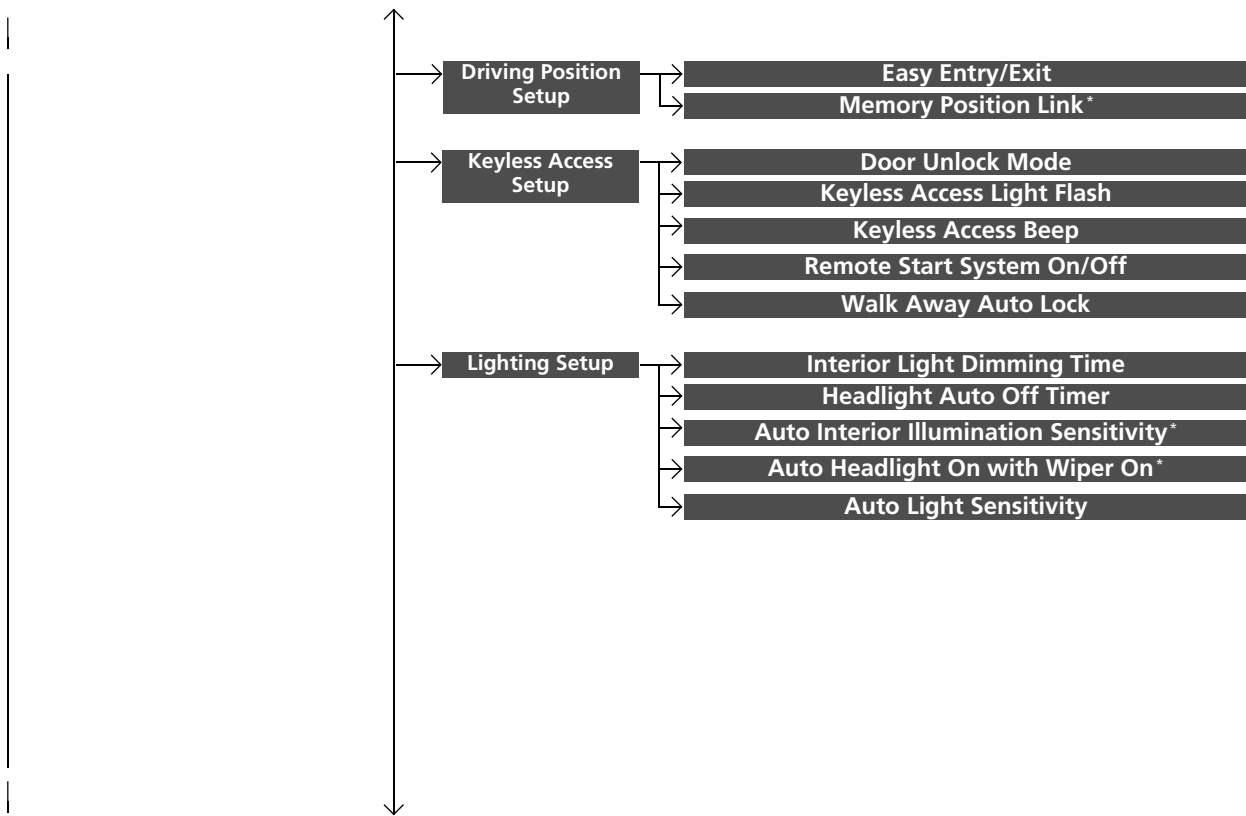 Driving Position
Setup
Easy Entry/Exit
Memory Position Link*
Keyless Access
Setup
Door Unlock Mode
Keyless Access Light Flash
Keyless Access Beep
Remote Start System On/Off
Walk Away Auto Lock
Lighting Setup
Interior Light Dimming Time
Headlight Auto Off Timer
Auto Interior Illumination Sensitivity*
Auto Headlight On with Wiper On*
Auto Light Sensitivity